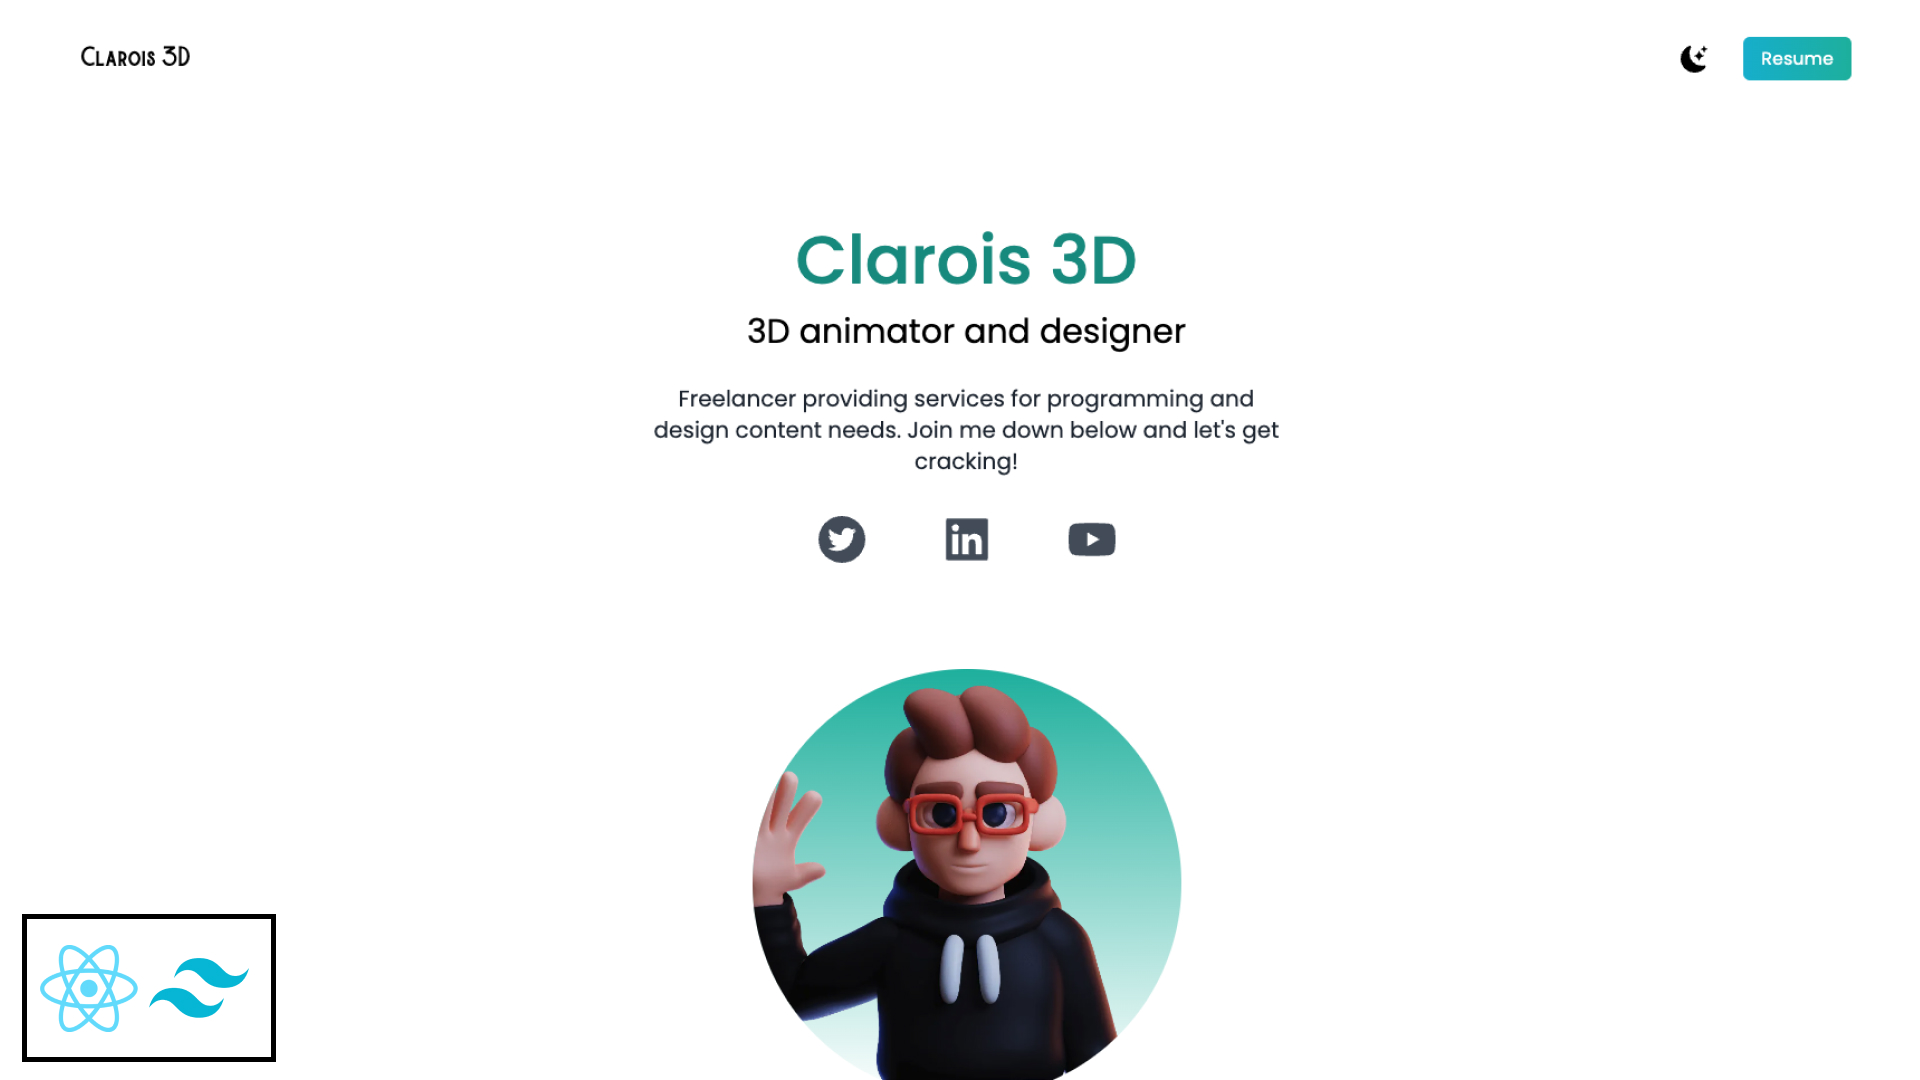 Clarois 3D
Resume
Clarois 3D
3D animator and designer
Freelancer providing services for programming and
design content needs. Join me down below and let's get
cracking!
in